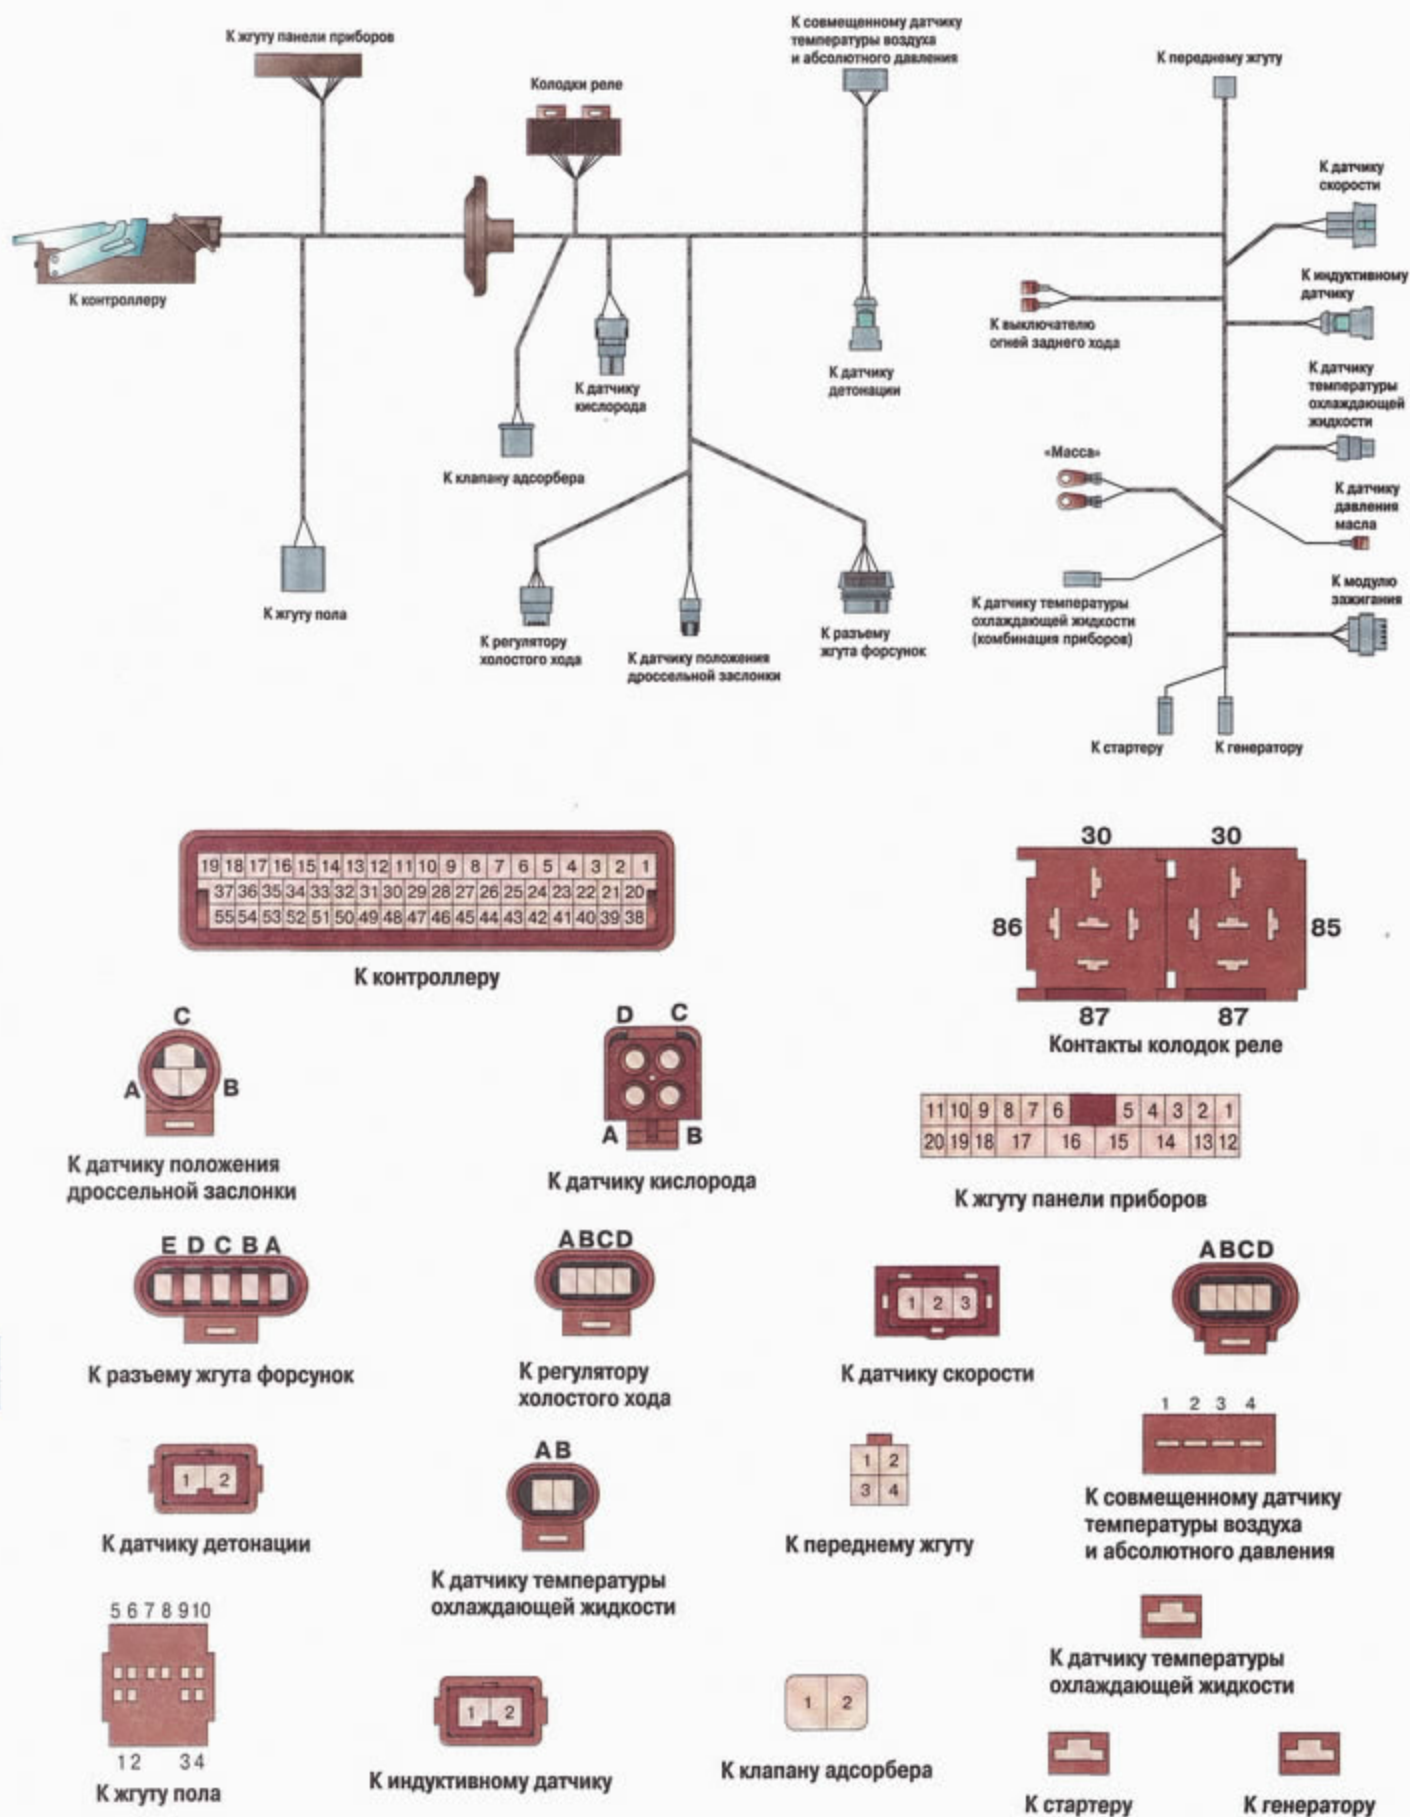 К жгуту панели приборов
Колодки реле
К совмещенному датчику
температуры воздуха
и абсолютного давления
К переднему жгуту
К датчику
скорости
К контроллеру
К индуктивному
датчику
К выключателю
огней заднего хода
К датчику
детонации
К датчику
кислорода
К датчику
температуры
охлаждающей
жидкости
К клапану адсорбера
«Масса»
К датчику
давления
масла
К жгуту пола
К регулятору
холостого хода
К датчику положения
дроссельной заслонки
К разъему
жгута форсунок
К датчику температуры
охлаждающей жидкости
(комбинация приборов)
К модулю
зажигания
К стартеру
К генератору
19 18 17 16 15 14 13 12 11 10 9 8 7 6 5 4 3 2 1
37 36 35 34 33 32 31 30 29 28 27 26 25 24 23 22 21 20
55 54 53 52 51 50 49 48 47 46 45 44 43 42 41 40 39 38
К контроллеру
30 30
86 85
87 87
Контакты колодок реле
C
A B
К датчику положения
дроссельной заслонки
D C
A B
К датчику кислорода
11 10 9 8 7 6 5 4 3 2 1
20 19 18 17 16 15 14 13 12
К жгуту панели приборов
E D C B A
К разъему жгута форсунок
A B C D
К регулятору
холостого хода
1 2 3
К датчику скорости
A B C D
1 2 3 4
К совмещенному датчику
температуры воздуха
и абсолютного давления
1 2
К датчику детонации
A B
К датчику температуры
охлаждающей жидкости
1 2
3 4
К переднему жгуту
К датчику температуры
охлаждающей жидкости
5 6 7 8 9 10
1 2 3 4
К жгуту пола
1 2
К индуктивному датчику
1 2
К клапану адсорбера
К стартеру
К генератору